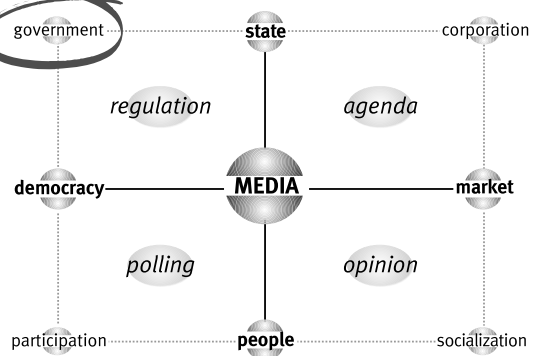 government state corporation
regulation agenda
democracy MEDIA market
polling opinion
participation people socialization